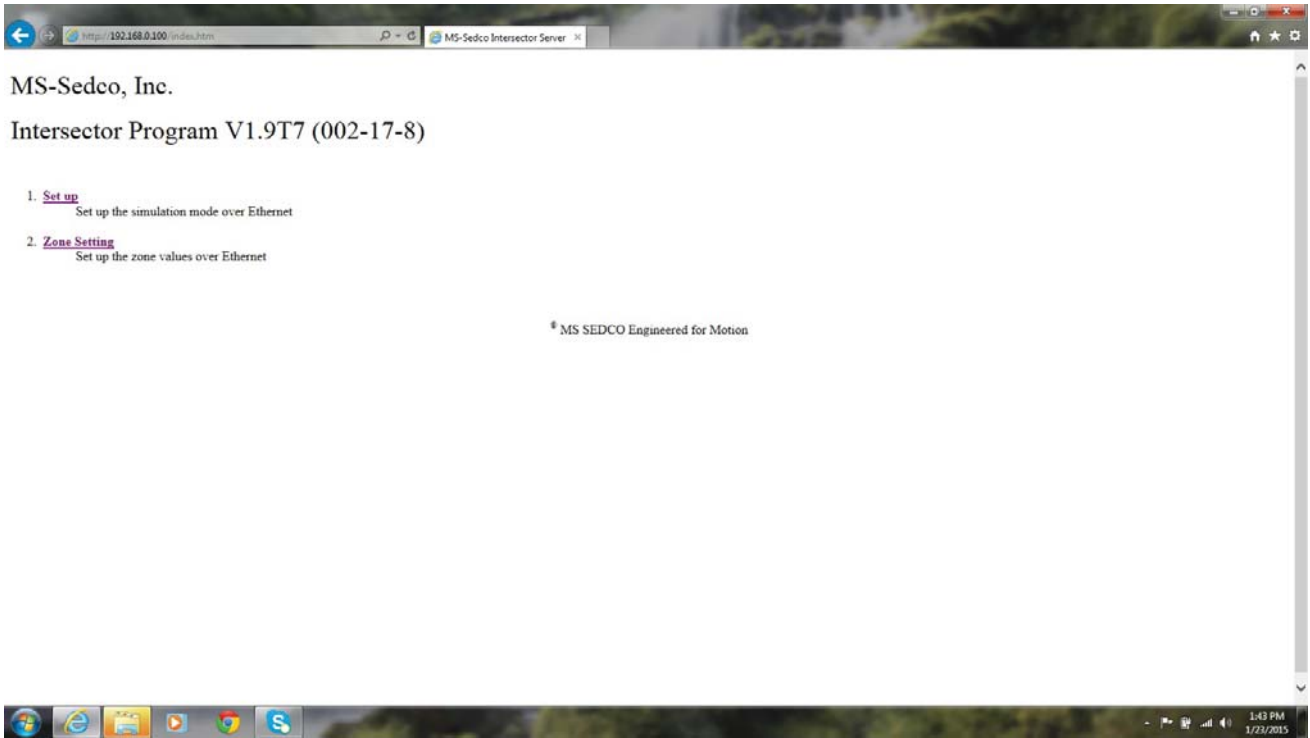 http://192.168.0.100/index.htm
MS-Sedco Intersector Server
MS-Sedco, Inc.
Intersector Program V1.9T7 (002-17-8)
1. Set up
Set up the simulation mode over Ethernet
2. Zone Setting
Set up the zone values over Ethernet
® MS SEDCO Engineered for Motion
1:43 PM
1/23/2015